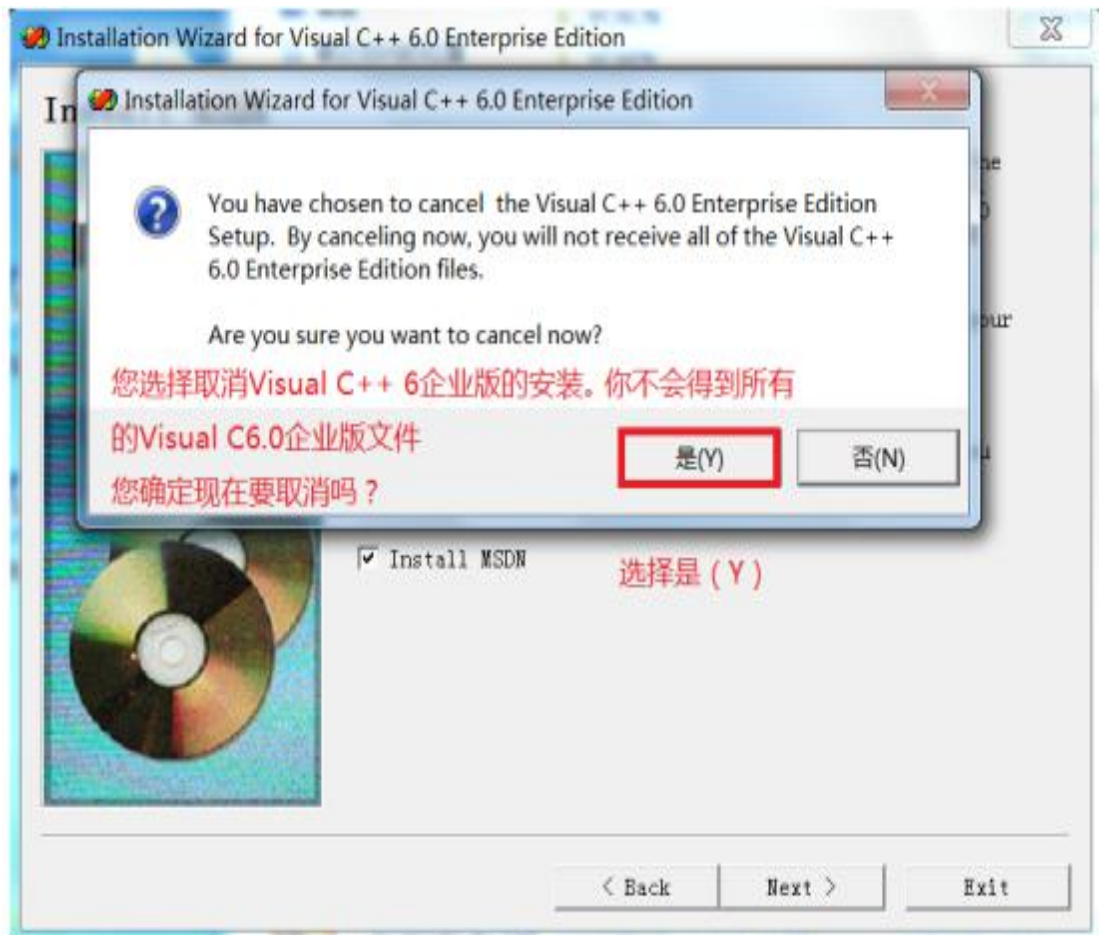 Installation Wizard for Visual C++ 6.0 Enterprise Edition
Installation Wizard for Visual C++ 6.0 Enterprise Edition
In
You have chosen to cancel the Visual C++ 6.0 Enterprise Edition
Setup. By canceling now, you will not receive all of the Visual C++
6.0 Enterprise Edition files.
Are you sure you want to cancel now?
您选择取消Visual C++ 6企业版的安装。你不会得到所有
的Visual C6.0企业版文件
您确定现在要取消吗？
是(Y)
否(N)
Install MSDN
选择是（Y）
< Back
Next >
Exit